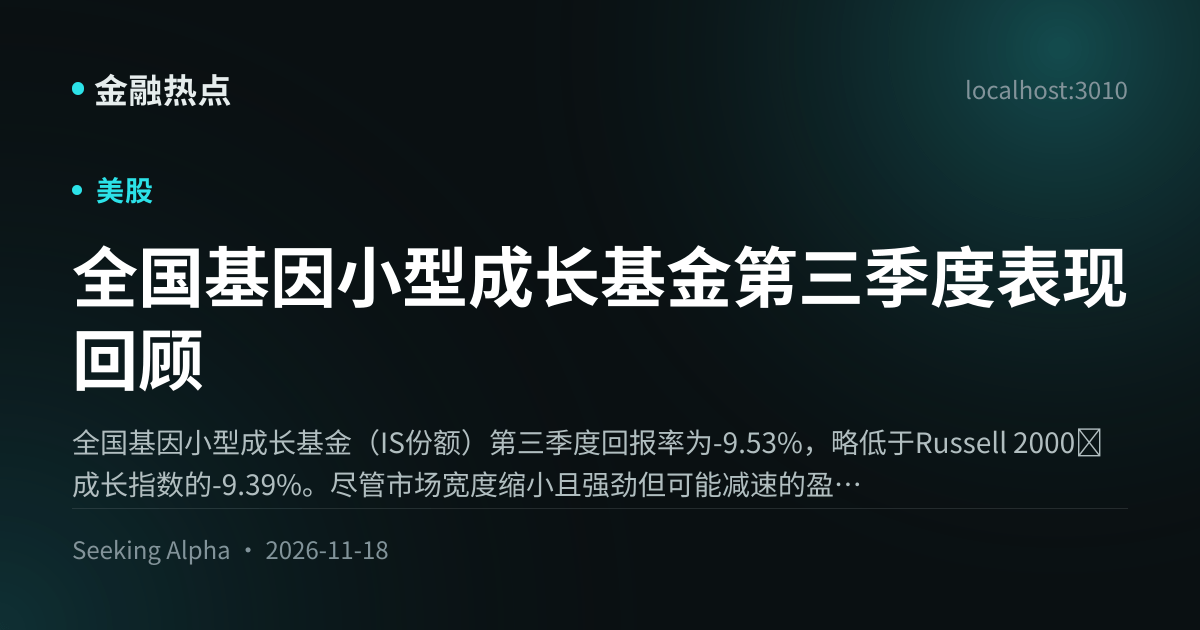 金融热点
localhost:3010
美股
全国基因小型成长基金第三季度表现
回顾
全国基因小型成长基金（IS份额）第三季度回报率为-9.53%，略低于Russell 2000
成长指数的-9.39%。尽管市场宽度缩小且强劲但可能减速的盈…
Seeking Alpha · 2026-11-18